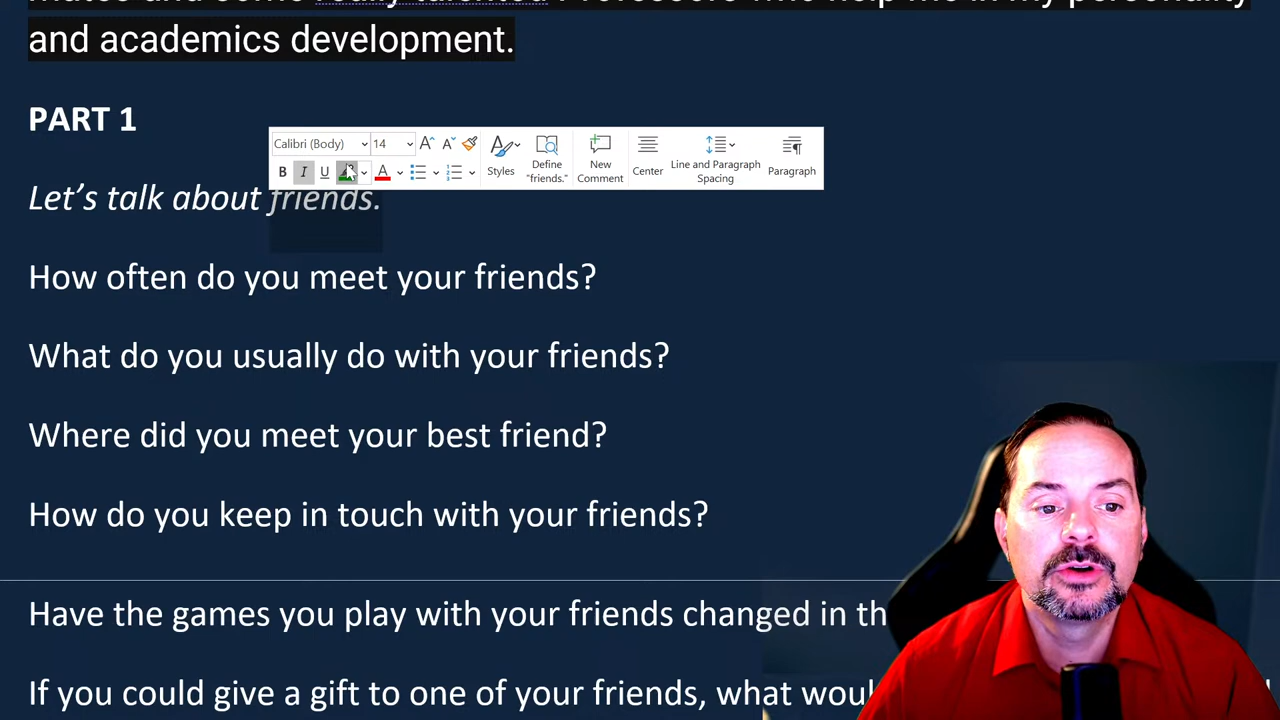 and academics development.
PART 1
Calibri (Body) 14
B I U A Styles Define "friends." New Comment Center Line and Paragraph Spacing Paragraph
Let's talk about friends.
How often do you meet your friends?
What do you usually do with your friends?
Where did you meet your best friend?
How do you keep in touch with your friends?
Have the games you play with your friends changed in th
If you could give a gift to one of your friends, what woul